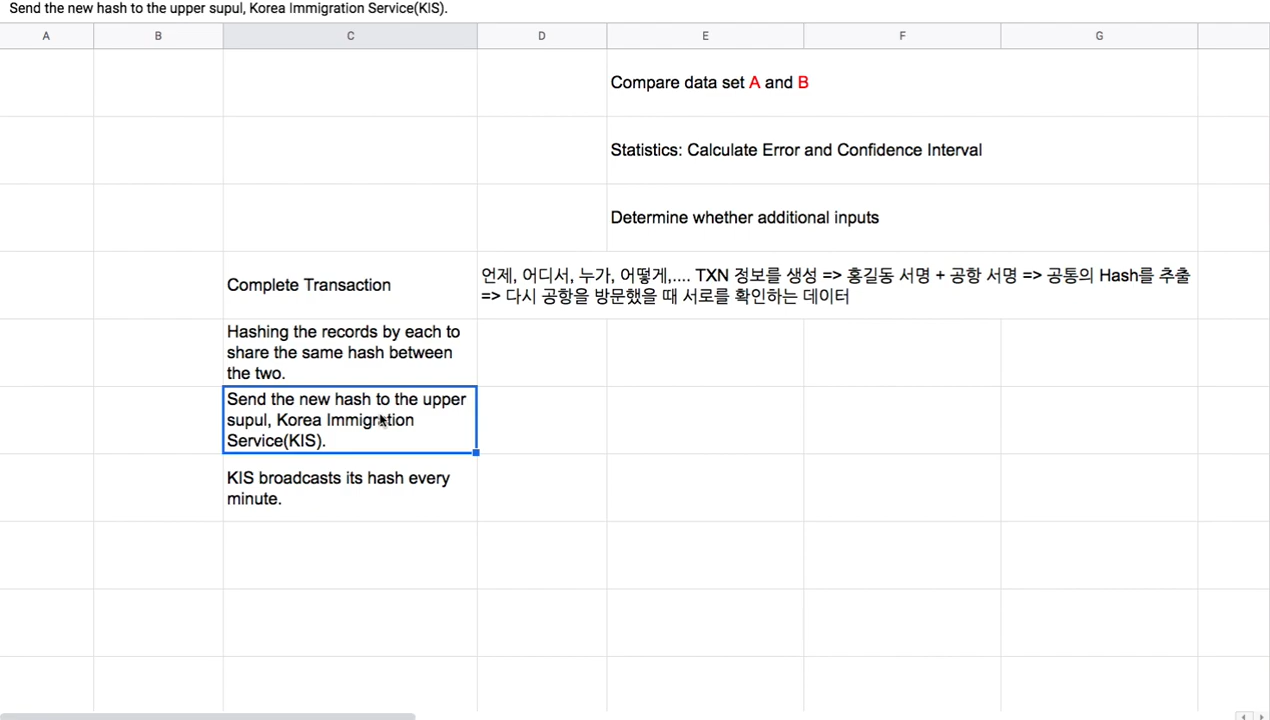 Send the new hash to the upper supul, Korea Immigration Service(KIS).
A B C D E F G
Compare data set A and B
Statistics: Calculate Error and Confidence Interval
Determine whether additional inputs
Complete Transaction
언제, 어디서, 누가, 어떻게,.... TXN 정보를 생성 => 홍길동 서명 + 공항 서명 => 공통의 Hash를 추출
=> 다시 공항을 방문했을 때 서로를 확인하는 데이터
Hashing the records by each to
share the same hash between
the two.
Send the new hash to the upper
supul, Korea Immigration
Service(KIS).
KIS broadcasts its hash every
minute.